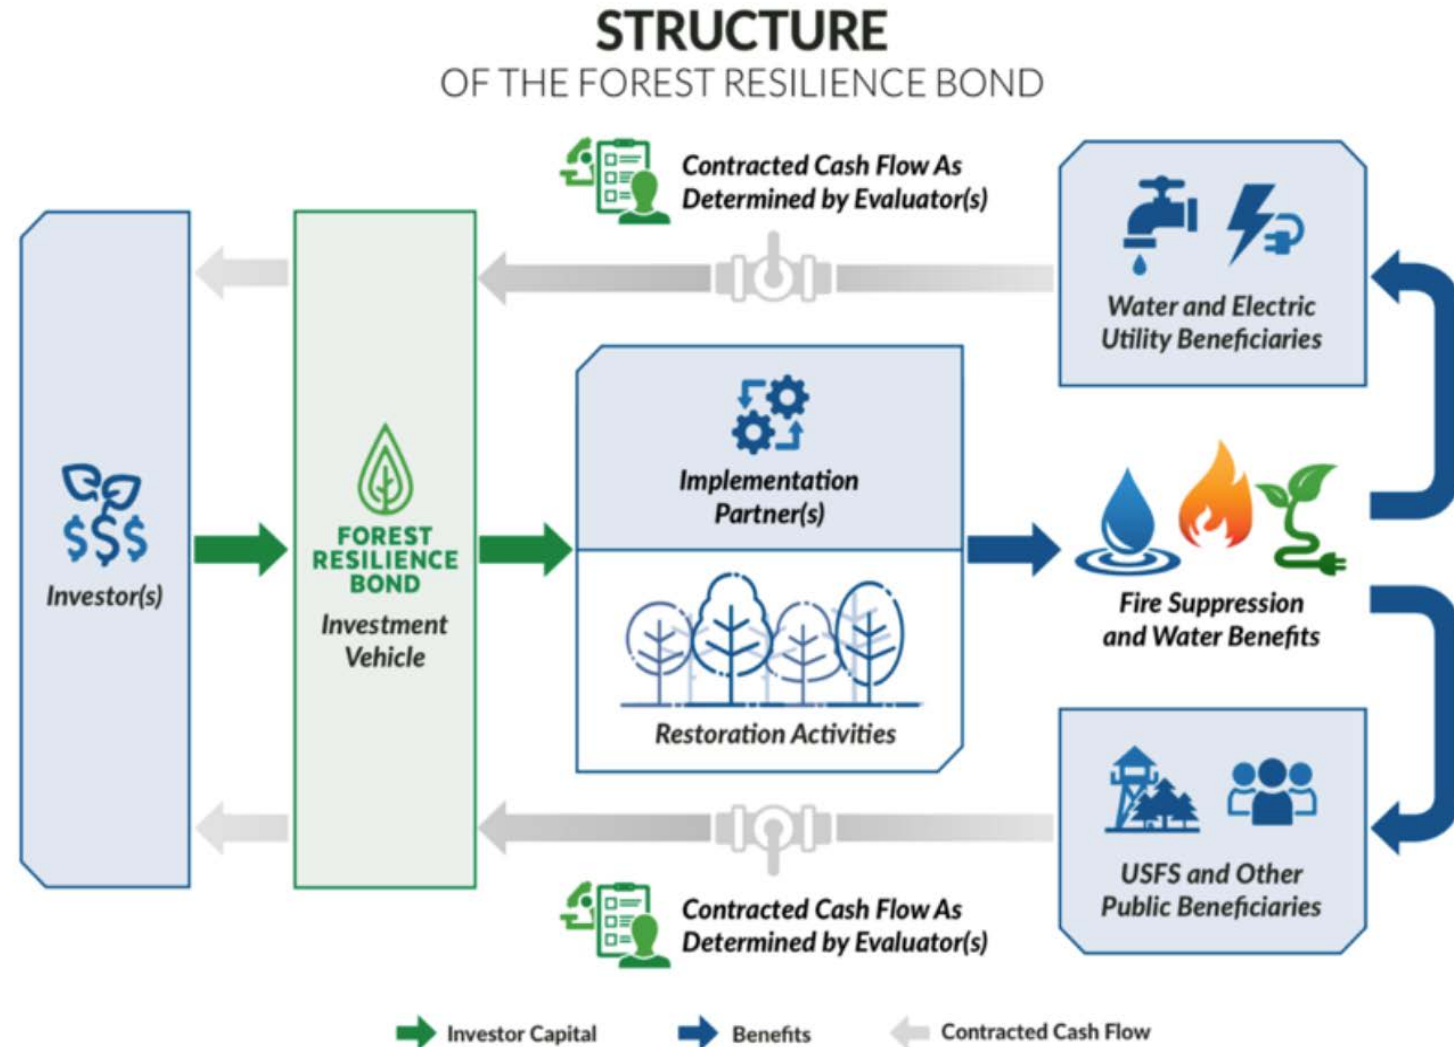 STRUCTURE
OF THE FOREST RESILIENCE BOND
Contracted Cash Flow As
Determined by Evaluator(s)
Water and Electric
Utility Beneficiaries
Investor(s)
FOREST
RESILIENCE
BOND
Investment
Vehicle
Implementation
Partner(s)
Restoration Activities
Fire Suppression
and Water Benefits
USFS and Other
Public Beneficiaries
Contracted Cash Flow As
Determined by Evaluator(s)
Investor Capital
Benefits
Contracted Cash Flow